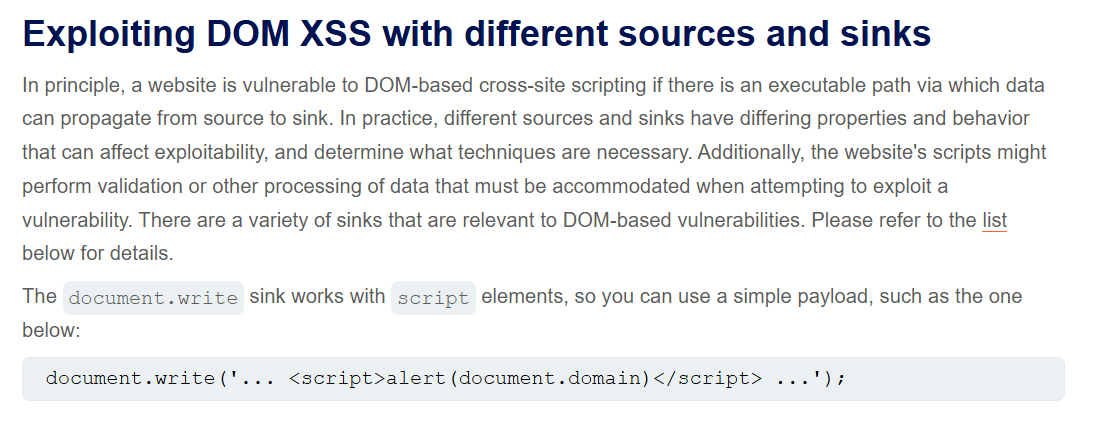 Exploiting DOM XSS with different sources and sinks
In principle, a website is vulnerable to DOM-based cross-site scripting if there is an executable path via which data
can propagate from source to sink. In practice, different sources and sinks have differing properties and behavior
that can affect exploitability, and determine what techniques are necessary. Additionally, the website's scripts might
perform validation or other processing of data that must be accommodated when attempting to exploit a
vulnerability. There are a variety of sinks that are relevant to DOM-based vulnerabilities. Please refer to the list
below for details.
The document.write sink works with script elements, so you can use a simple payload, such as the one
below:
document.write('... <script>alert(document.domain)</script> ...');